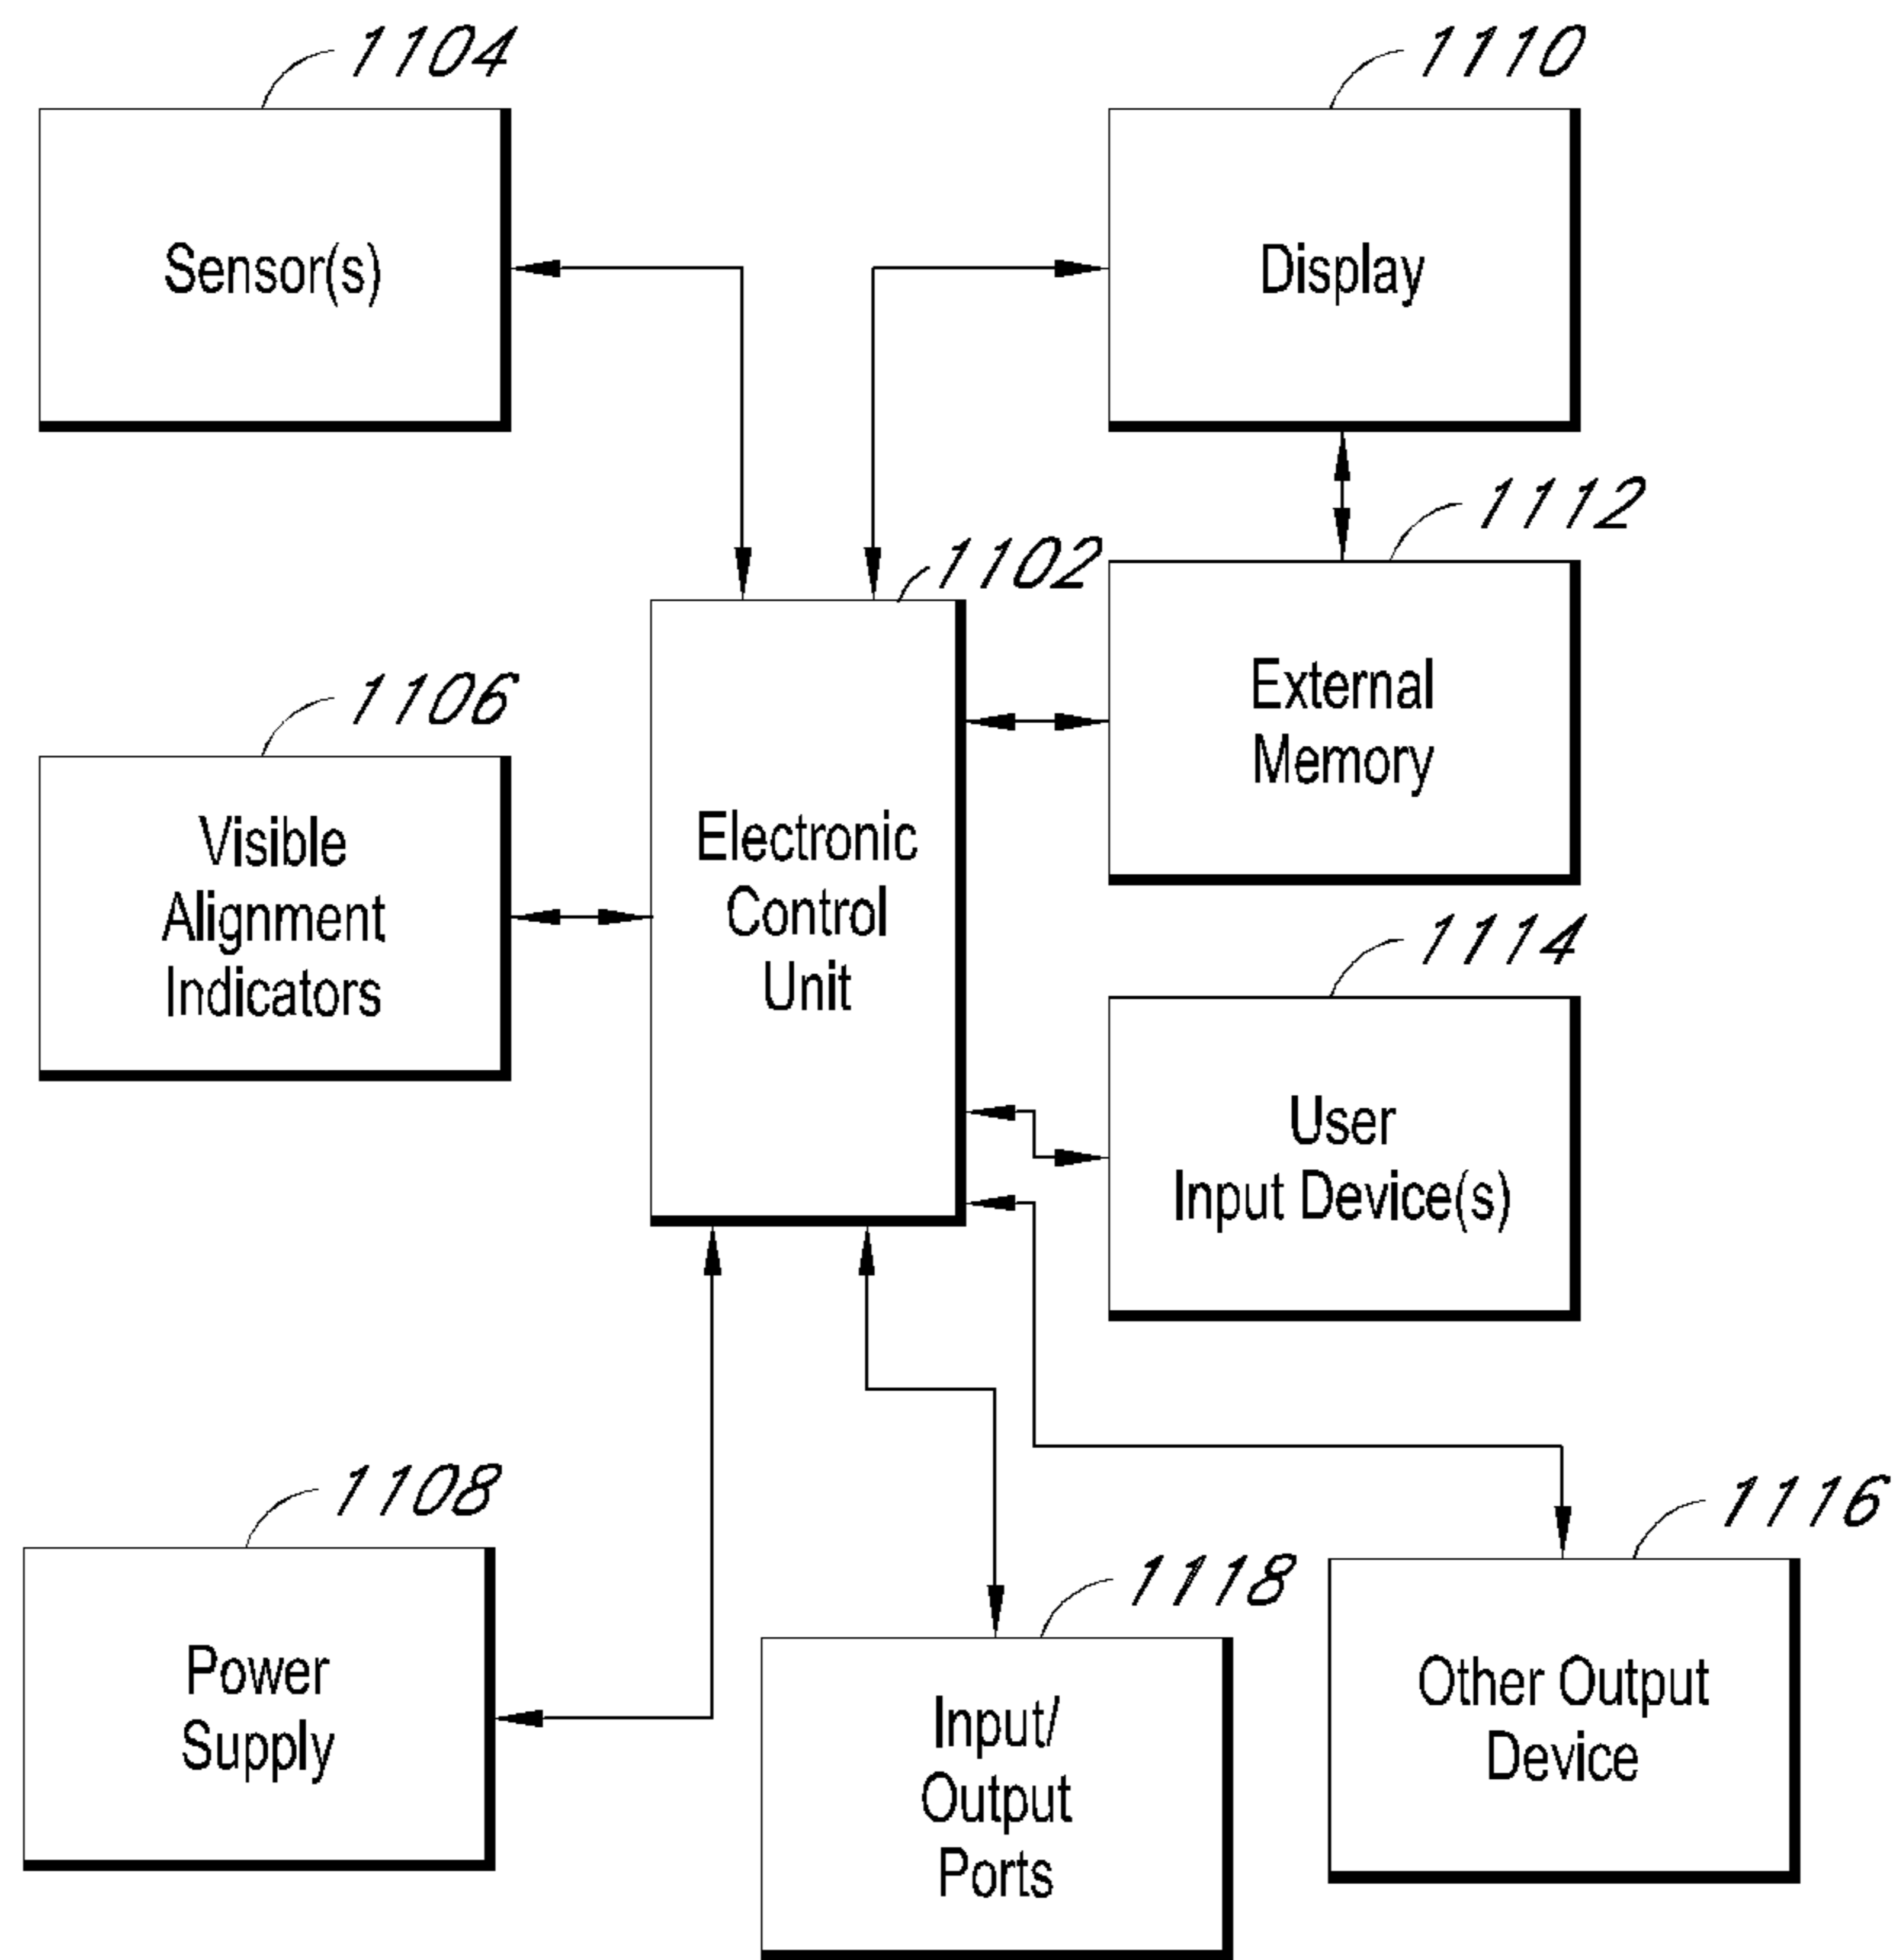 1104
Sensor(s)
1110
Display
1112
External
Memory
1102
Electronic
Control
Unit
1106
Visible
Alignment
Indicators
1114
User
Input Device(s)
1108
Power
Supply
1118
Input/
Output
Ports
1116
Other Output
Device